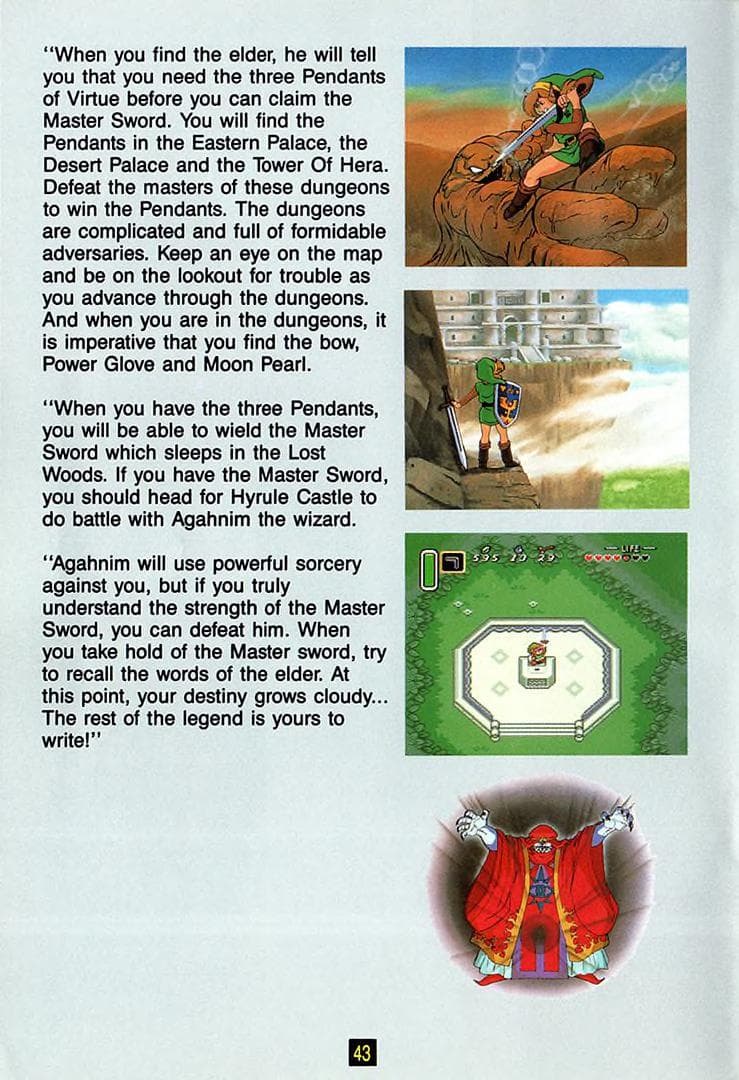 “When you find the elder, he will tell
you that you need the three Pendants
of Virtue before you can claim the
Master Sword. You will find the
Pendants in the Eastern Palace, the
Desert Palace and the Tower Of Hera.
Defeat the masters of these dungeons
to win the Pendants. The dungeons
are complicated and full of formidable
adversaries. Keep an eye on the map
and be on the lookout for trouble as
you advance through the dungeons.
And when you are in the dungeons, it
is imperative that you find the bow,
Power Glove and Moon Pearl.
“When you have the three Pendants,
you will be able to wield the Master
Sword which sleeps in the Lost
Woods. If you have the Master Sword,
you should head for Hyrule Castle to
do battle with Agahnim the wizard.
“Agahnim will use powerful sorcery
against you, but if you truly
understand the strength of the Master
Sword, you can defeat him. When
you take hold of the Master sword, try
to recall the words of the elder. At
this point, your destiny grows cloudy...
The rest of the legend is yours to
write!”
LIFE
595 13 29
43